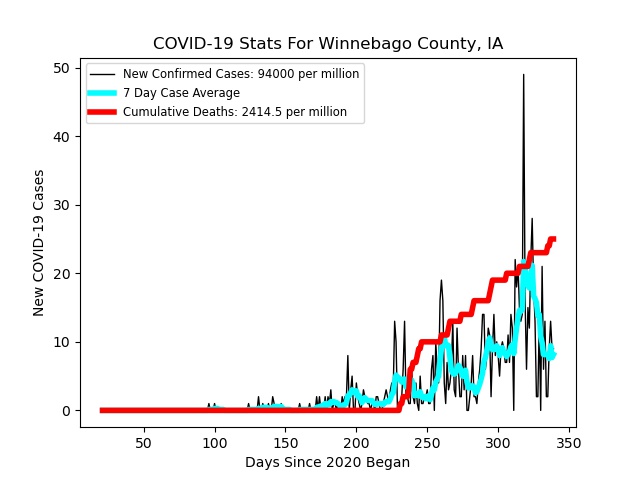 COVID-19 Stats For Winnebago County, IA
New Confirmed Cases: 94000 per million
7 Day Case Average
Cumulative Deaths: 2414.5 per million
New COVID-19 Cases
50
40
30
20
10
0
50 100 150 200 250 300 350
Days Since 2020 Began